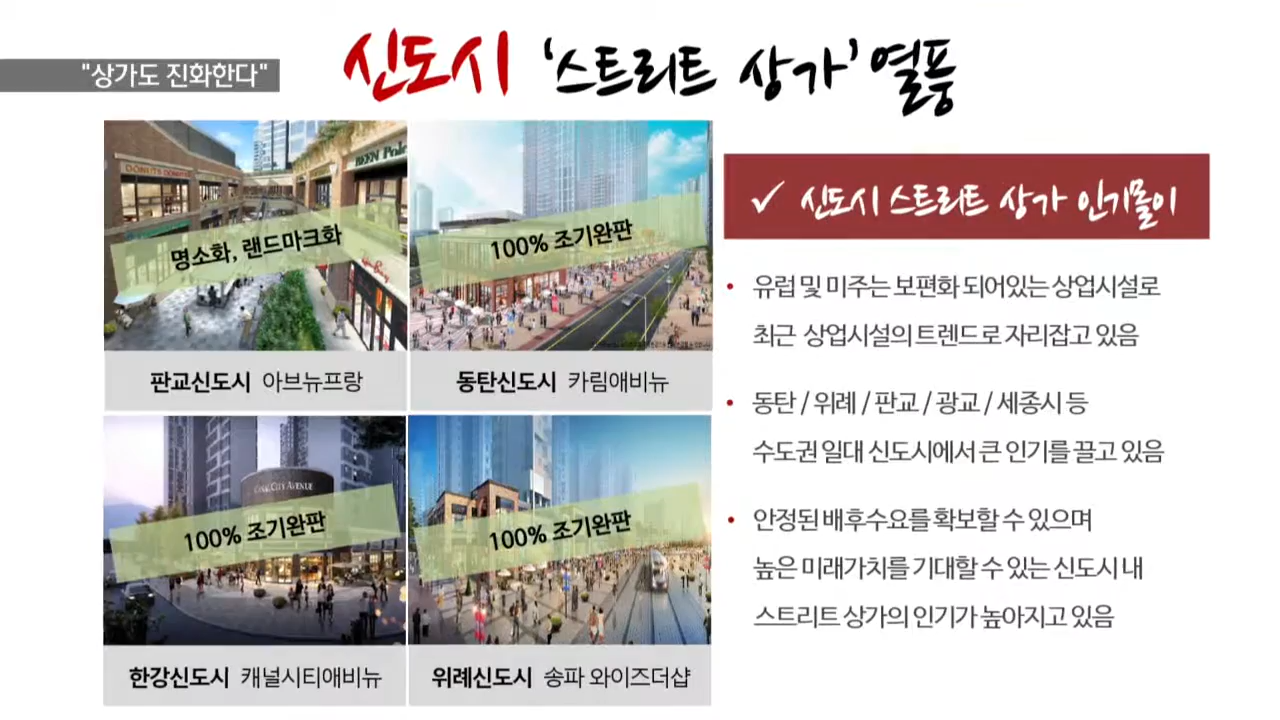 "상가도 진화한다"
신도시 '스트리트 상가' 열풍
DONUTS DONUTS
BEEN
명소화, 랜드마크화
판교신도시 아브뉴프랑
100% 조기완판
동탄신도시 카림애비뉴
CANAL CITY AVENUE
100% 조기완판
한강신도시 캐널시티애비뉴
100% 조기완판
위례신도시 송파 와이즈더샵
✓ 신도시 스트리트 상가 인기몰이
• 유럽 및 미주는 보편화 되어있는 상업시설로
최근 상업시설의 트렌드로 자리잡고 있음
• 동탄 / 위례 / 판교 / 광교 / 세종시 등
수도권 일대 신도시에서 큰 인기를 끌고 있음
• 안정된 배후수요를 확보할 수 있으며
높은 미래가치를 기대할 수 있는 신도시 내
스트리트 상가의 인기가 높아지고 있음